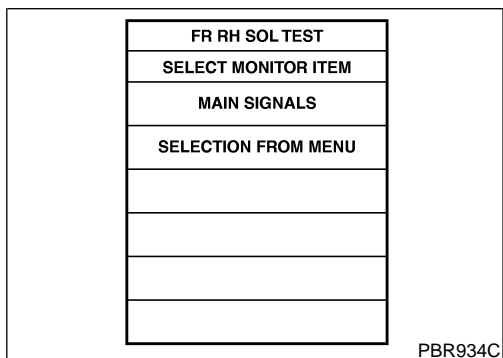 FR RH SOL TEST
SELECT MONITOR ITEM
MAIN SIGNALS
SELECTION FROM MENU
PBR934C